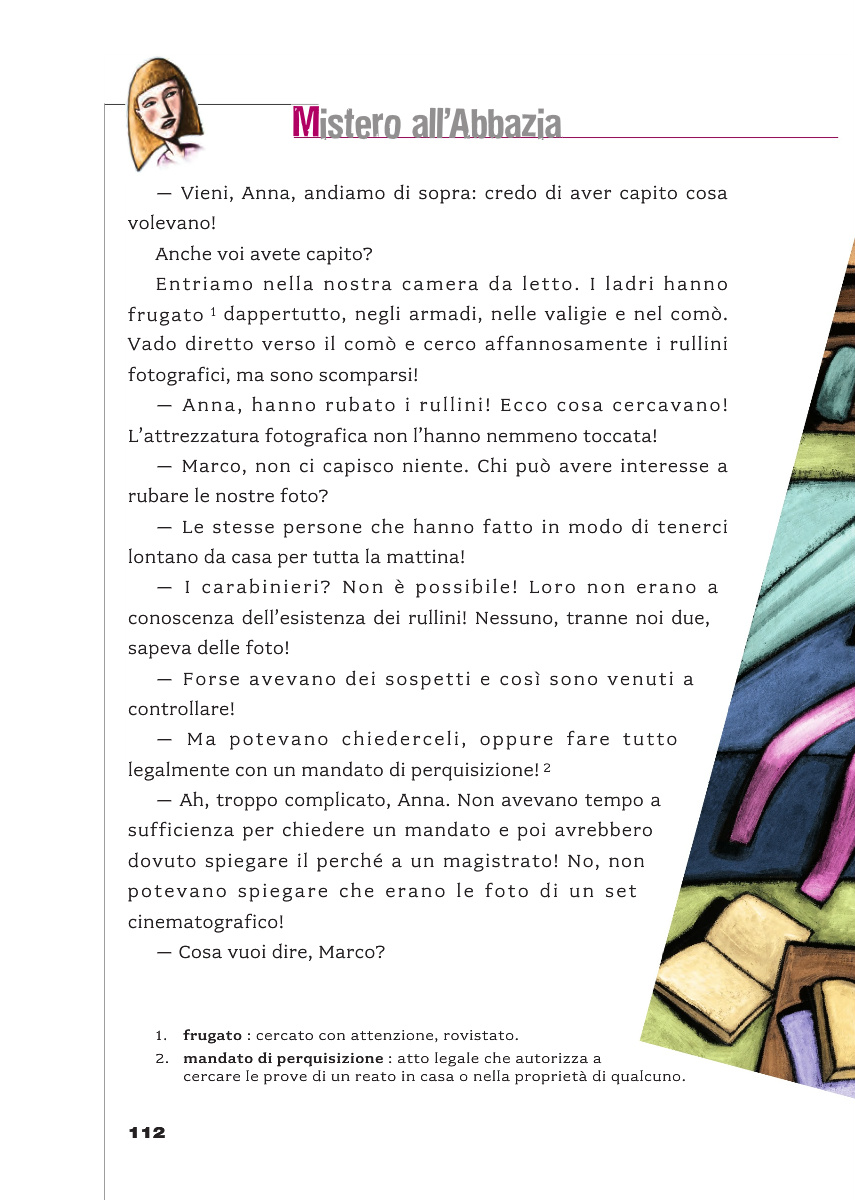 Mistero all'Abbazia
— Vieni, Anna, andiamo di sopra: credo di aver capito cosa
volevano!
Anche voi avete capito?
Entriamo nella nostra camera da letto. I ladri hanno
frugato 1 dappertutto, negli armadi, nelle valigie e nel comò.
Vado diretto verso il comò e cerco affannosamente i rullini
fotografici, ma sono scomparsi!
— Anna, hanno rubato i rullini! Ecco cosa cercavano!
L'attrezzatura fotografica non l'hanno nemmeno toccata!
— Marco, non ci capisco niente. Chi può avere interesse a
rubare le nostre foto?
— Le stesse persone che hanno fatto in modo di tenerci
lontano da casa per tutta la mattina!
— I carabinieri? Non è possibile! Loro non erano a
conoscenza dell'esistenza dei rullini! Nessuno, tranne noi due,
sapeva delle foto!
— Forse avevano dei sospetti e così sono venuti a
controllare!
— Ma potevano chiederceli, oppure fare tutto
legalmente con un mandato di perquisizione! 2
— Ah, troppo complicato, Anna. Non avevano tempo a
sufficienza per chiedere un mandato e poi avrebbero
dovuto spiegare il perché a un magistrato! No, non
potevano spiegare che erano le foto di un set
cinematografico!
— Cosa vuoi dire, Marco?
1. frugato : cercato con attenzione, rovistato.
2. mandato di perquisizione : atto legale che autorizza a
cercare le prove di un reato in casa o nella proprietà di qualcuno.
112